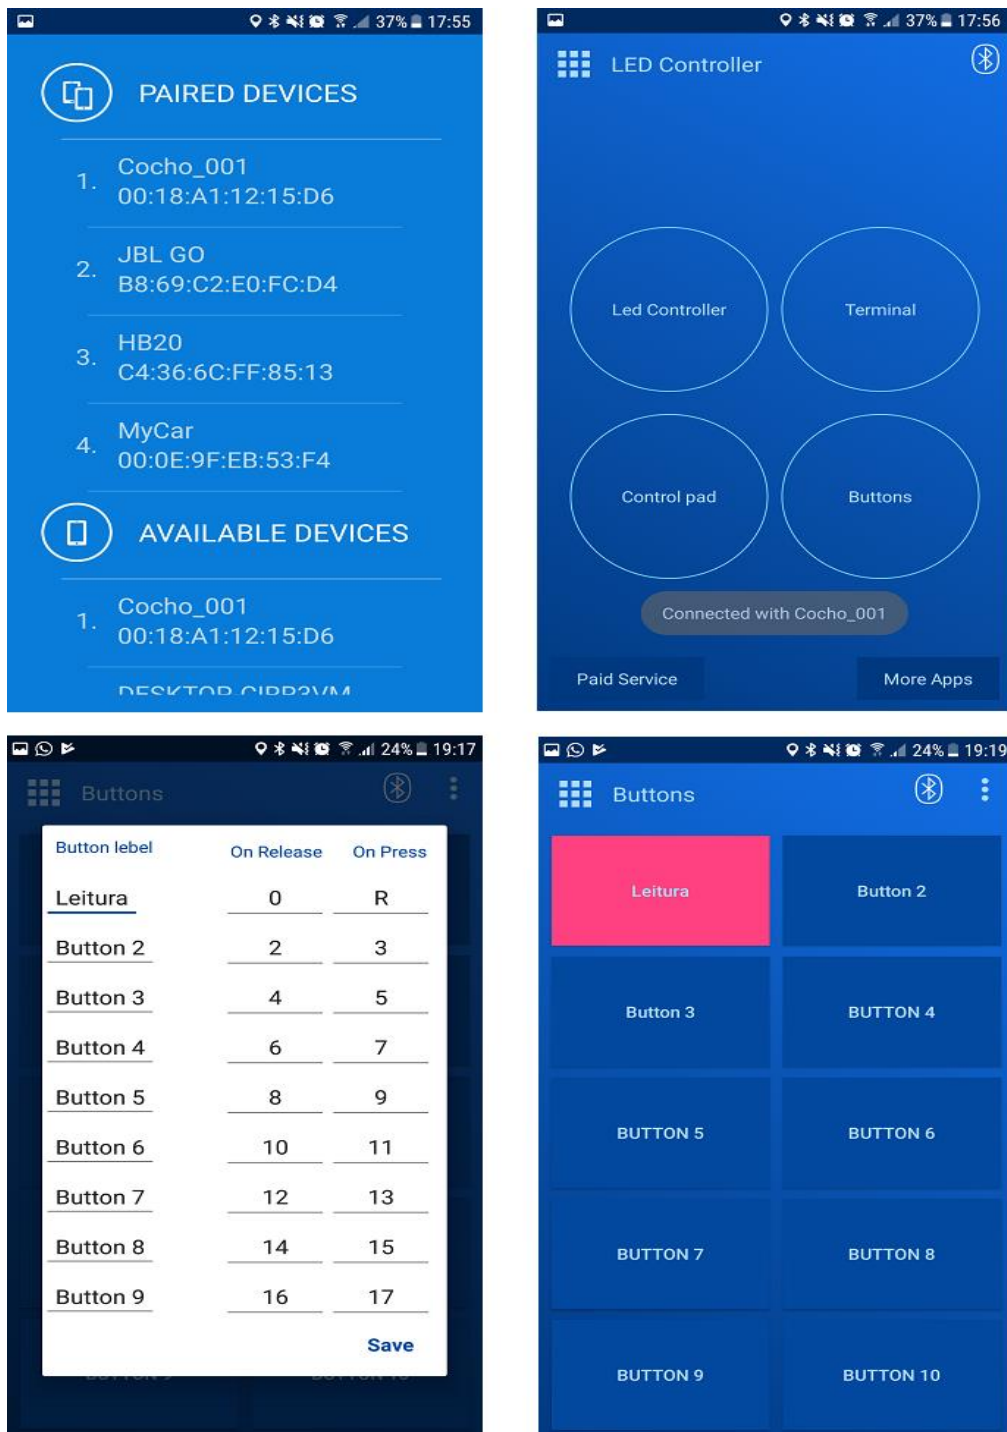 37% 17:55
PAIRED DEVICES
1.
Cocho_001
00:18:A1:12:15:D6
2.
JBL GO
B8:69:C2:E0:FC:D4
3.
HB20
C4:36:6C:FF:85:13
4.
MyCar
00:0E:9F:EB:53:F4
AVAILABLE DEVICES
1.
Cocho_001
00:18:A1:12:15:D6
37% 17:56
LED Controller
Led Controller
Terminal
Control pad
Buttons
Connected with Cocho_001
Paid Service
More Apps
24% 19:17
Buttons
Button lebel On Release On Press
Leitura 0 R
Button 2 2 3
Button 3 4 5
Button 4 6 7
Button 5 8 9
Button 6 10 11
Button 7 12 13
Button 8 14 15
Button 9 16 17
Save
24% 19:19
Buttons
Leitura Button 2
Button 3 BUTTON 4
BUTTON 5 BUTTON 6
BUTTON 7 BUTTON 8
BUTTON 9 BUTTON 10